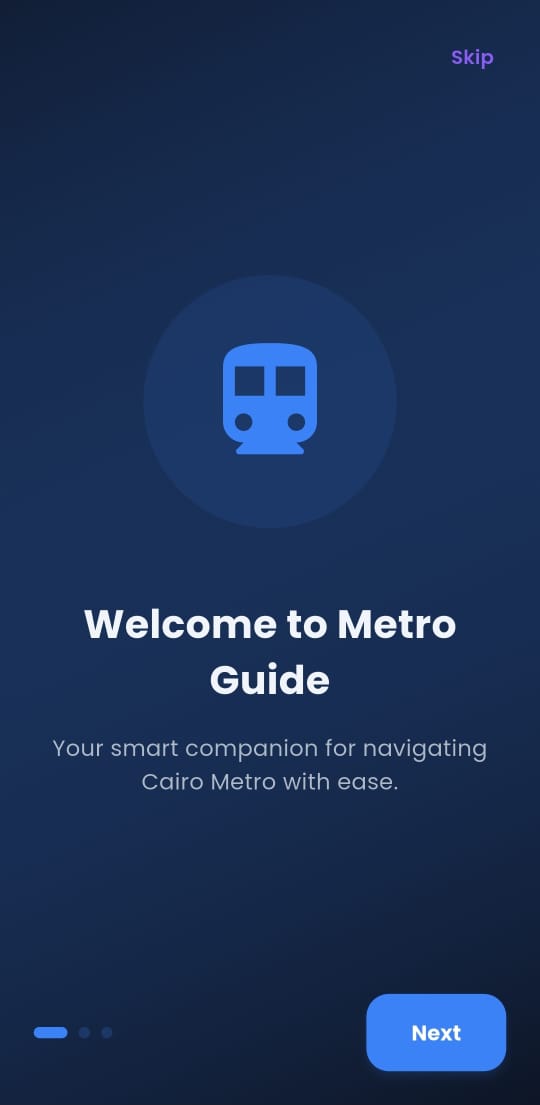 Skip
Welcome to Metro
Guide
Your smart companion for navigating
Cairo Metro with ease.
Next